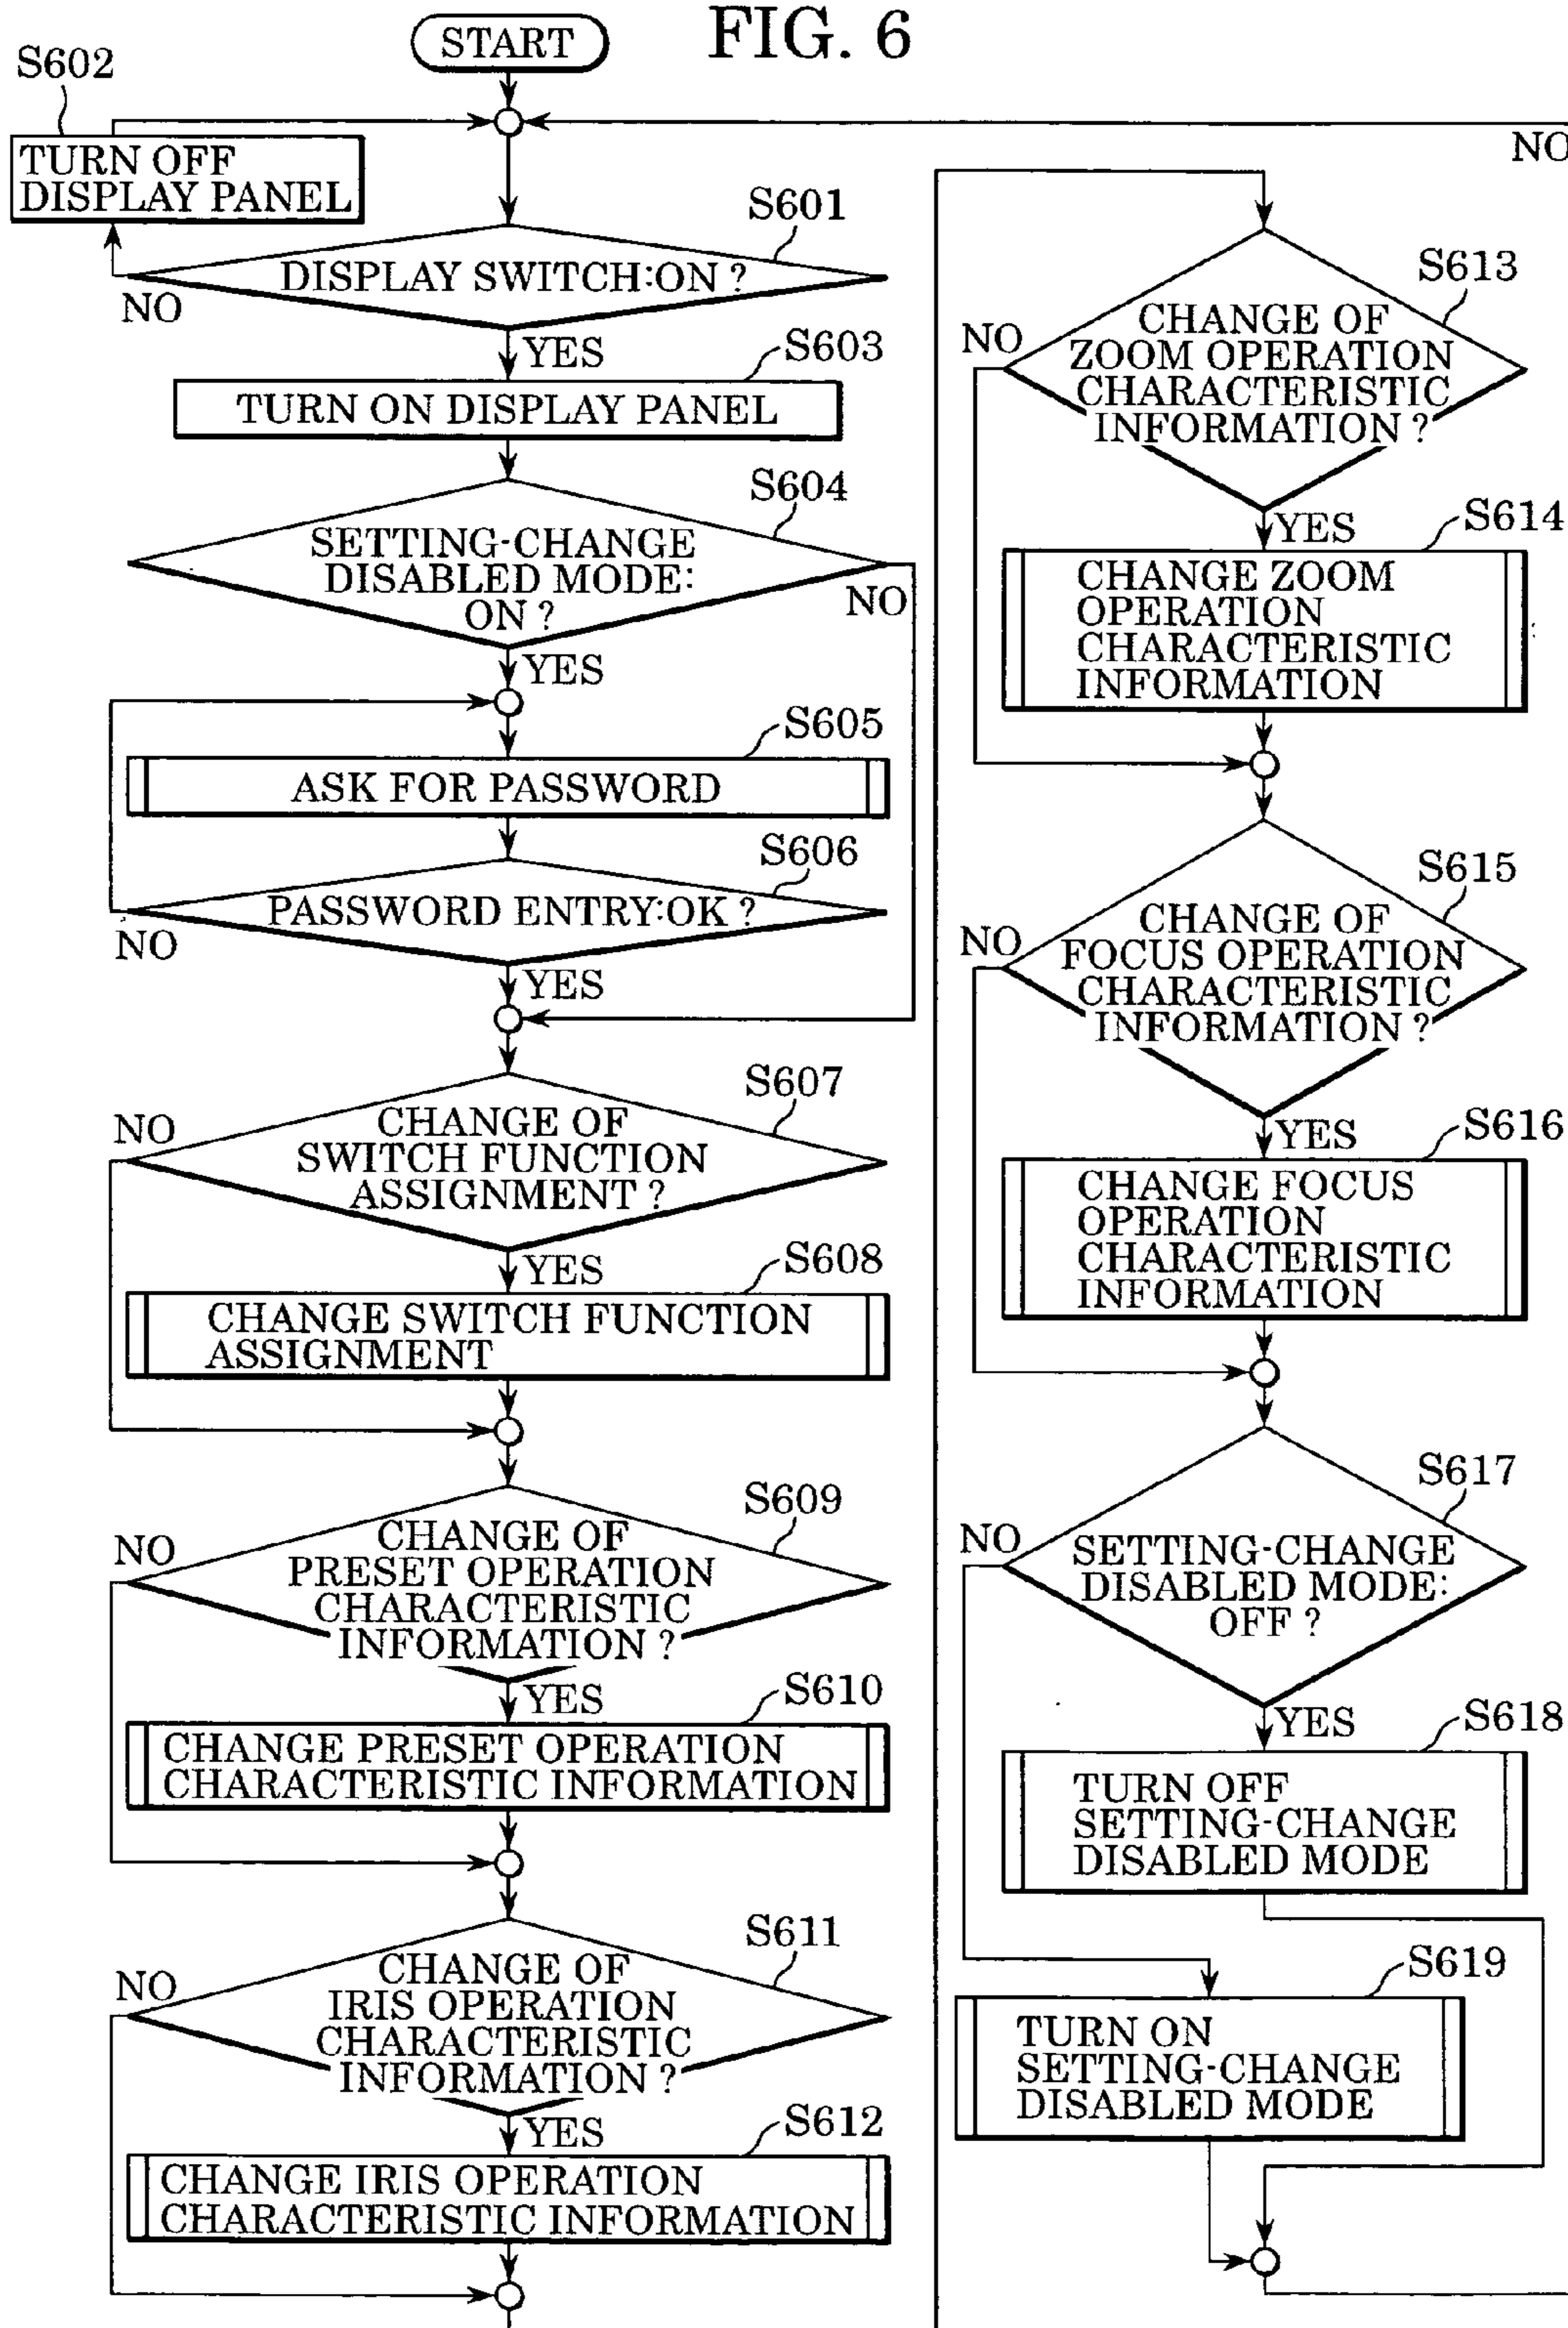 FIG. 6
START
S602
TURN OFF
DISPLAY PANEL
S601
DISPLAY SWITCH:ON ?
NO
YES
S603
TURN ON DISPLAY PANEL
S604
SETTING-CHANGE
DISABLED MODE:
ON ?
NO
YES
S605
ASK FOR PASSWORD
S606
PASSWORD ENTRY:OK ?
NO
YES
S607
CHANGE OF
SWITCH FUNCTION
ASSIGNMENT ?
NO
YES
S608
CHANGE SWITCH FUNCTION
ASSIGNMENT
S609
CHANGE OF
PRESET OPERATION
CHARACTERISTIC
INFORMATION ?
NO
YES
S610
CHANGE PRESET OPERATION
CHARACTERISTIC INFORMATION
S611
CHANGE OF
IRIS OPERATION
CHARACTERISTIC
INFORMATION ?
NO
YES
S612
CHANGE IRIS OPERATION
CHARACTERISTIC INFORMATION
NO
S613
CHANGE OF
ZOOM OPERATION
CHARACTERISTIC
INFORMATION ?
NO
YES
S614
CHANGE ZOOM
OPERATION
CHARACTERISTIC
INFORMATION
S615
CHANGE OF
FOCUS OPERATION
CHARACTERISTIC
INFORMATION ?
NO
YES
S616
CHANGE FOCUS
OPERATION
CHARACTERISTIC
INFORMATION
S617
SETTING-CHANGE
DISABLED MODE:
OFF ?
NO
YES
S618
TURN OFF
SETTING-CHANGE
DISABLED MODE
S619
TURN ON
SETTING-CHANGE
DISABLED MODE